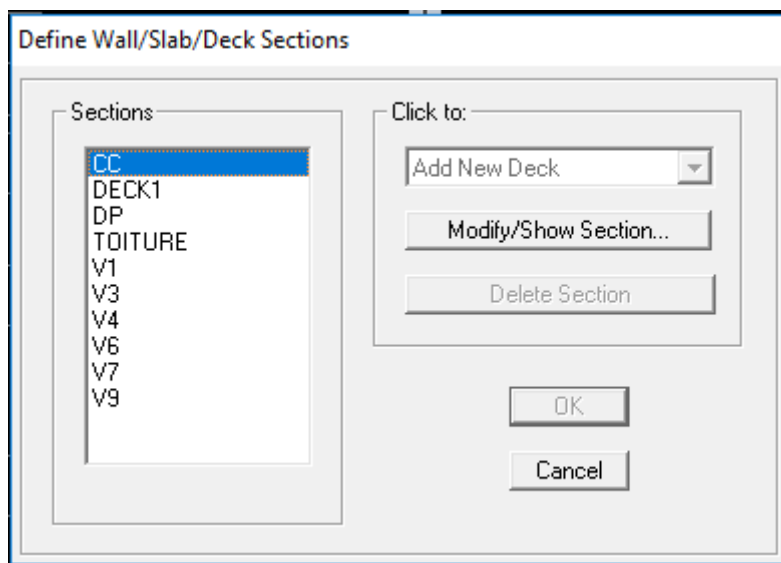 Define Wall/Slab/Deck Sections
Sections
CC
DECK1
DP
TOITURE
V1
V3
V4
V6
V7
V9
Click to:
Add New Deck
Modify/Show Section...
Delete Section
OK
Cancel